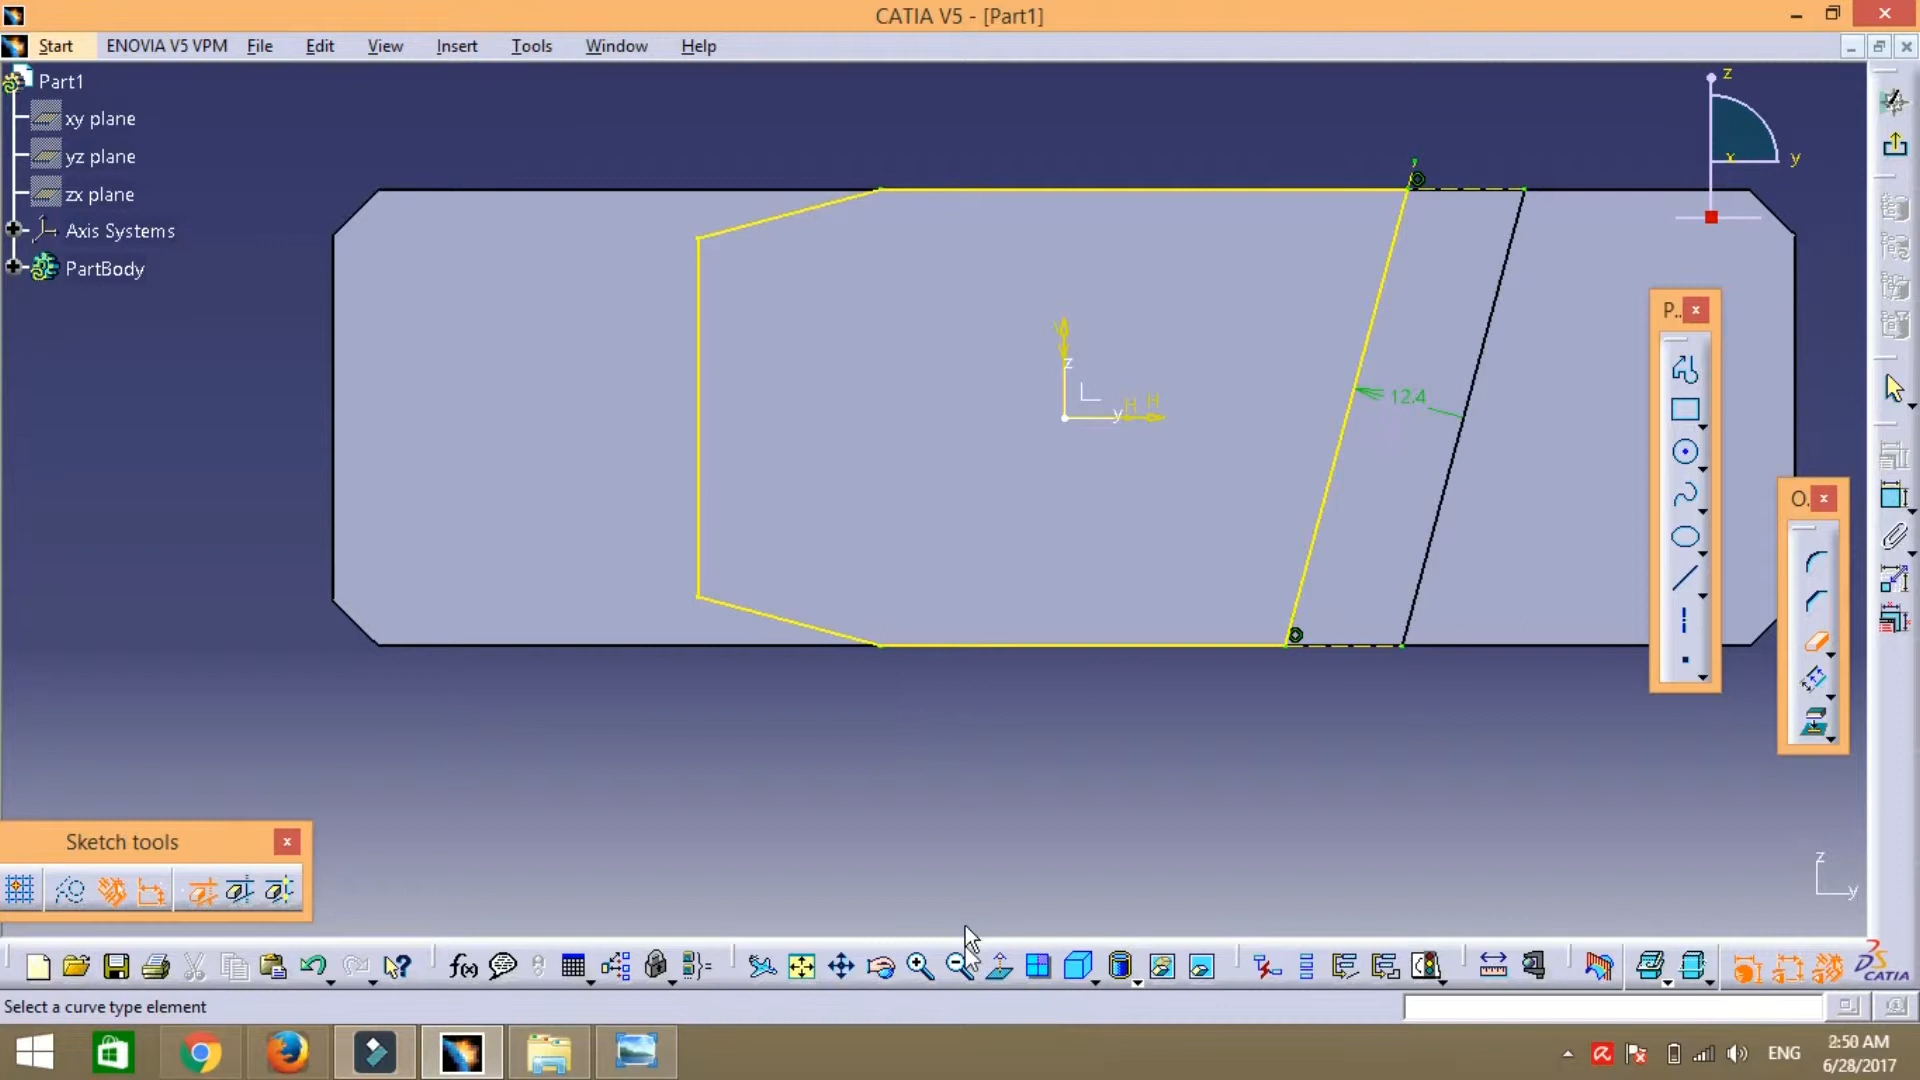 CATIA V5 - [Part1]
Start ENOVIA V5 VPM File Edit View Insert Tools Window Help
Part1
xy plane
yz plane
zx plane
Axis Systems
PartBody
z
x
y
P..
O.
z
y
H H
12.4
Sketch tools
z
y
f(x)
CATIA
Select a curve type element
ENG
2:50 AM
6/28/2017